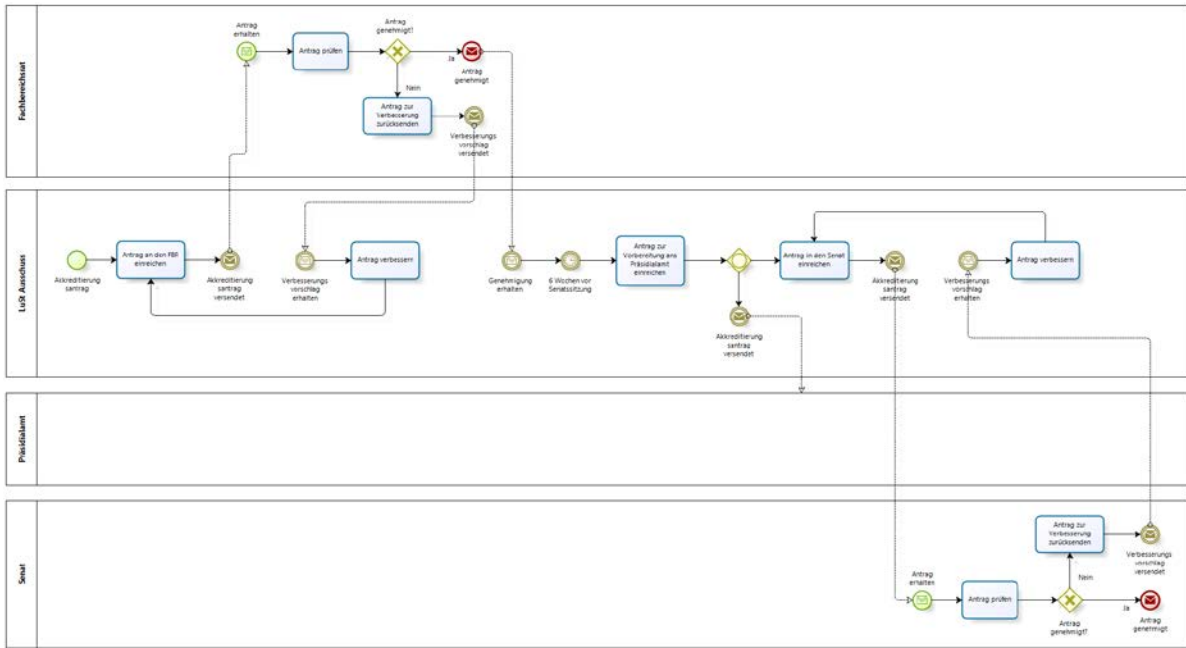 Fachbereichsrat
Antrag
erhalten
Antrag prüfen
Antrag
genehmigt?
Ja
Antrag
genehmigt
Nein
Antrag zur
Verbesserung
zurücksenden
Verbesserungs
vorschlag
versendet
LuSt Ausschuss
Akkreditierung
santrag
Antrag an den FBR
einreichen
Akkreditierung
santrag
versendet
Verbesserungs
vorschlag
erhalten
Antrag verbessern
Genehmigung
erhalten
6 Wochen vor
Senatssitzung
Antrag zur
Vorbereitung ans
Präsidialamt
einreichen
Akkreditierung
santrag
versendet
Antrag in den Senat
einreichen
Akkreditierung
santrag
versendet
Verbesserungs
vorschlag
erhalten
Antrag verbessern
Präsidialamt
Senat
Antrag
erhalten
Antrag prüfen
Antrag
genehmigt?
Nein
Antrag zur
Verbesserung
zurücksenden
Verbesserungs
vorschlag
versendet
Ja
Antrag
genehmigt